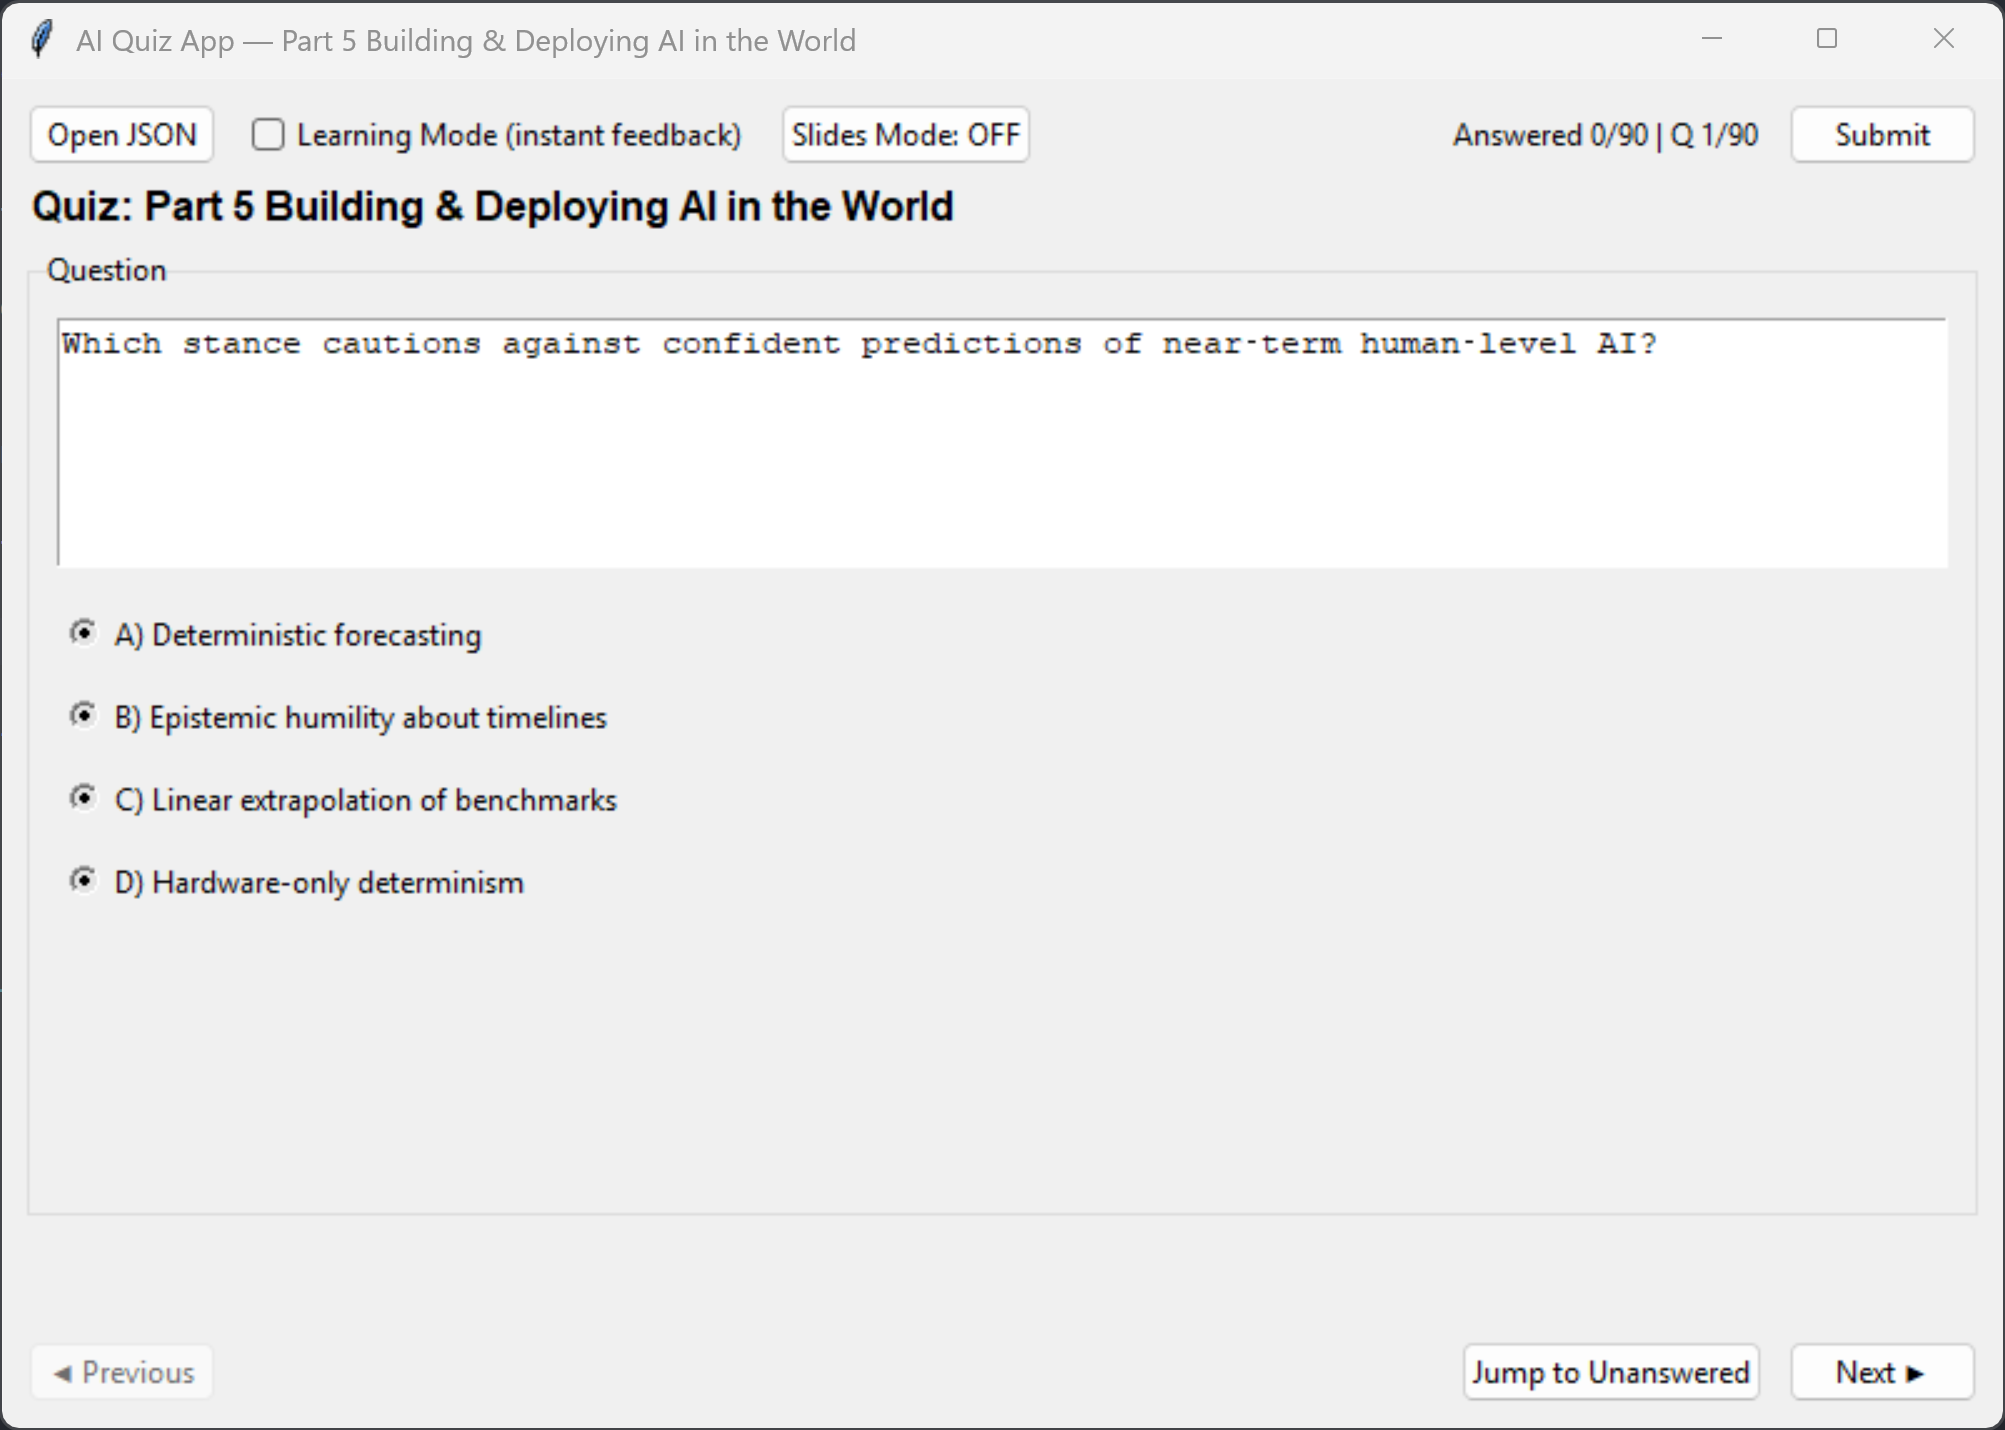 AI Quiz App — Part 5 Building & Deploying AI in the World
Open JSON Learning Mode (instant feedback) Slides Mode: OFF Answered 0/90 | Q 1/90 Submit
Quiz: Part 5 Building & Deploying AI in the World
Question
Which stance cautions against confident predictions of near-term human-level AI?
A) Deterministic forecasting
B) Epistemic humility about timelines
C) Linear extrapolation of benchmarks
D) Hardware-only determinism
◄ Previous Jump to Unanswered Next ►